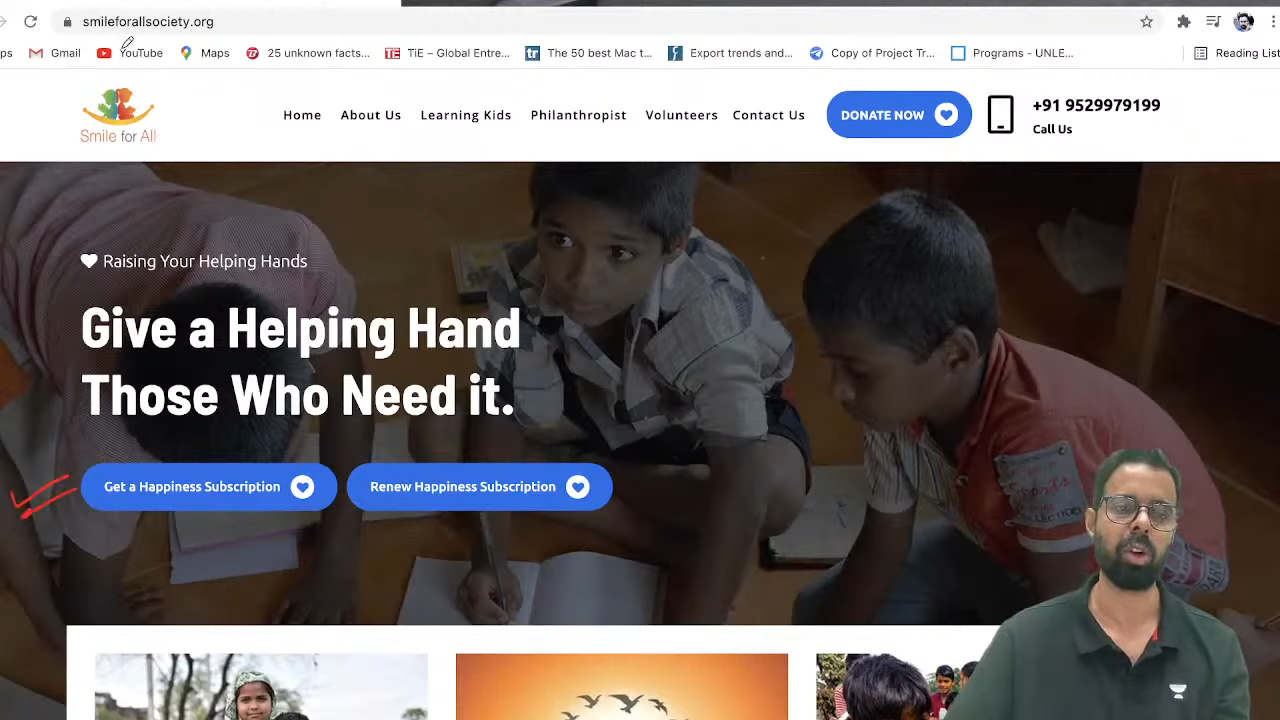 smileforallsociety.org
ps Gmail YouTube Maps 25 unknown facts... TiE – Global Entre... The 50 best Mac t... Export trends and... Copy of Project Tr... Programs - UNLE... Reading List
Smile for All
Home About Us Learning Kids Philanthropist Volunteers Contact Us DONATE NOW +91 9529979199
Call Us
Raising Your Helping Hands
Give a Helping Hand
Those Who Need it.
Get a Happiness Subscription Renew Happiness Subscription